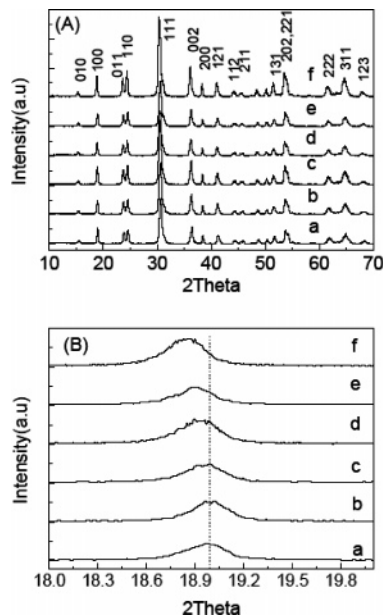 (A)
Intensity(a.u)
010
100
011
110
111
002
200
121
112
211
131
202,221
222
311
123
f
e
d
c
b
a
10 20 30 40 50 60 70
2Theta
(B)
Intensity(a.u)
f
e
d
c
b
a
18.0 18.3 18.6 18.9 19.2 19.5 19.8
2Theta